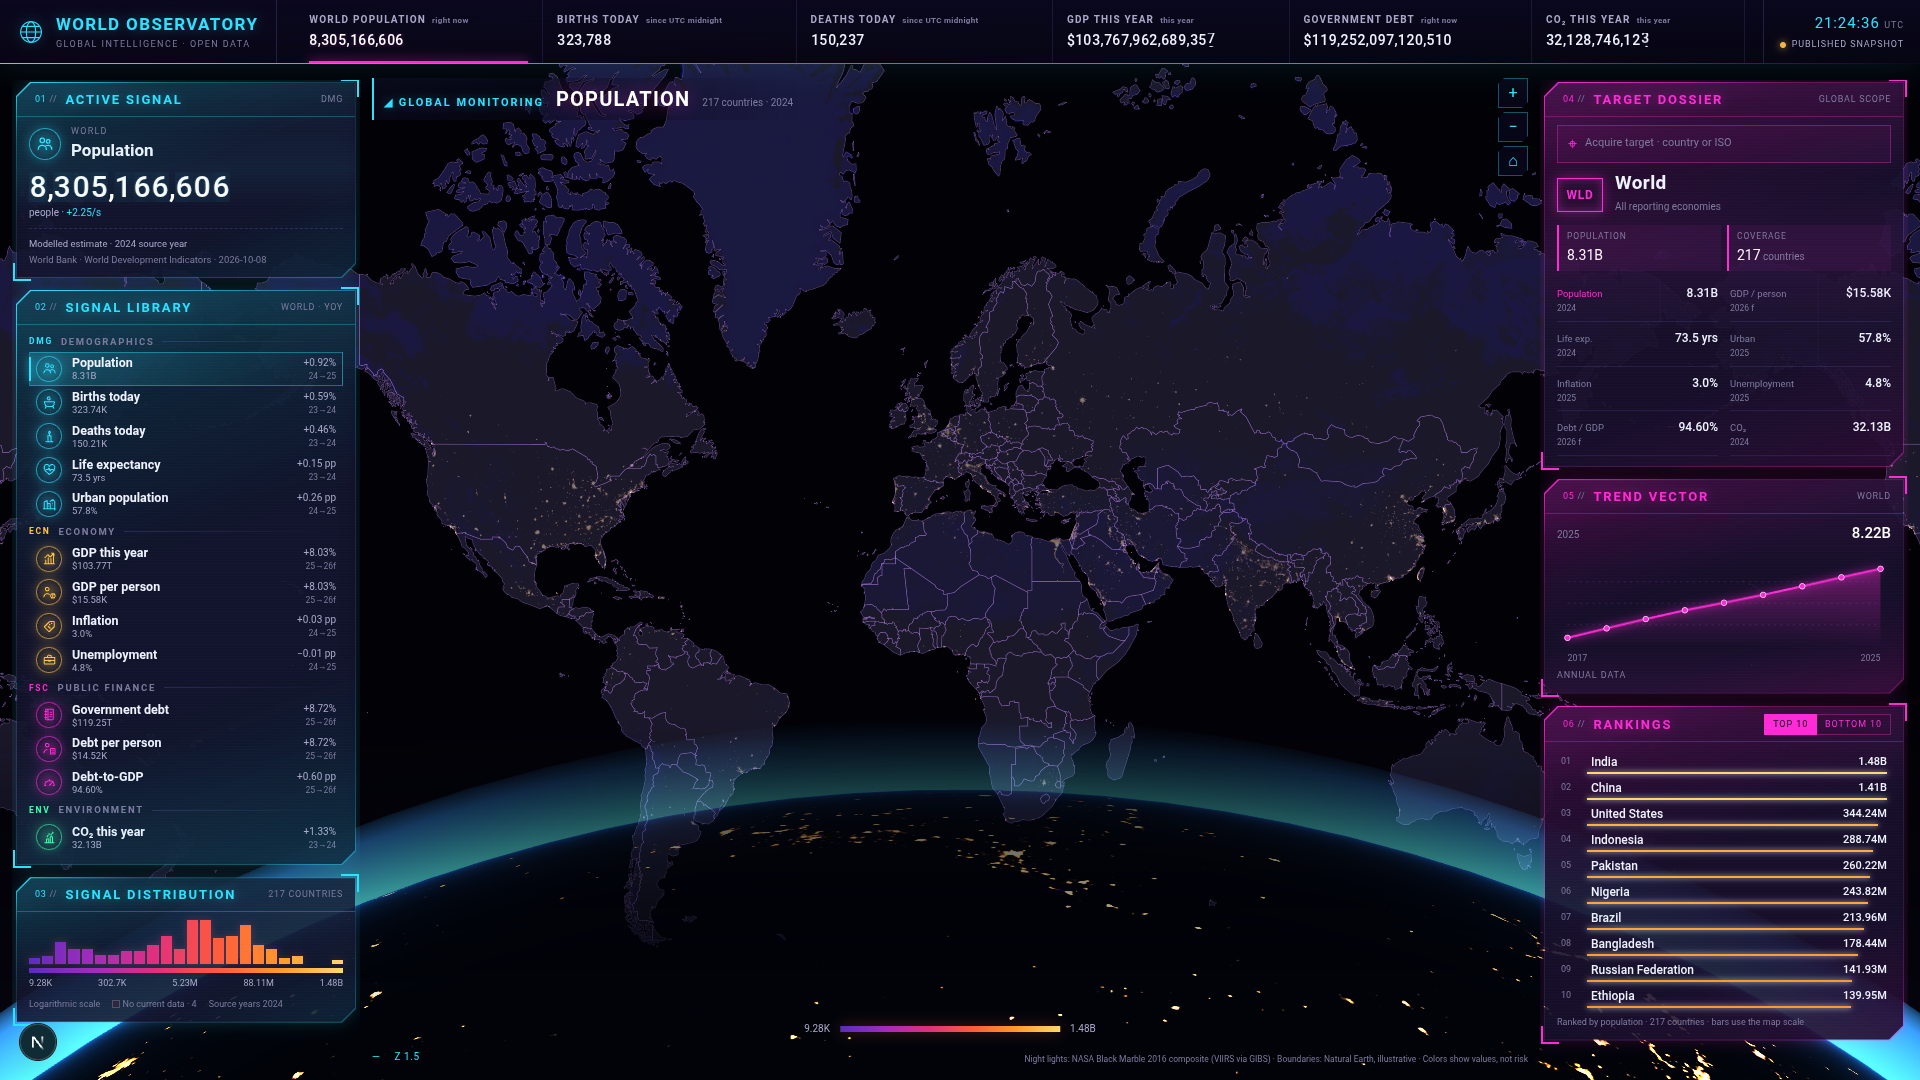 WORLD OBSERVATORY
GLOBAL INTELLIGENCE · OPEN DATA
WORLD POPULATION right now
8,305,166,606
BIRTHS TODAY since UTC midnight
323,788
DEATHS TODAY since UTC midnight
150,237
GDP THIS YEAR this year
$103,767,962,689,357
GOVERNMENT DEBT right now
$119,252,097,120,510
CO₂ THIS YEAR this year
32,128,746,123
21:24:36 UTC
PUBLISHED SNAPSHOT
01 // ACTIVE SIGNAL DMG
WORLD
Population
8,305,166,606
people · +2.25/s
Modelled estimate · 2024 source year
World Bank · World Development Indicators · 2026-10-08
02 // SIGNAL LIBRARY WORLD · YOY
DMG DEMOGRAPHICS
Population +0.92%
8.31B 24→25
Births today +0.59%
323.74K 23→24
Deaths today +0.46%
150.21K 23→24
Life expectancy +0.15 pp
73.5 yrs 23→24
Urban population +0.26 pp
57.8% 24→25
ECN ECONOMY
GDP this year +8.03%
$103.77T 25→26f
GDP per person +8.03%
$15.58K 25→26f
Inflation +0.03 pp
3.0% 24→25
Unemployment −0.01 pp
4.8% 24→25
FSC PUBLIC FINANCE
Government debt +8.72%
$119.25T 25→26f
Debt per person +8.72%
$14.52K 25→26f
Debt-to-GDP +0.60 pp
94.60% 25→26f
ENV ENVIRONMENT
CO₂ this year +1.33%
32.13B 23→24
03 // SIGNAL DISTRIBUTION 217 COUNTRIES
9.28K 302.7K 5.23M 88.11M 1.48B
Logarithmic scale No current data · 4 Source years 2024
N
GLOBAL MONITORING POPULATION 217 countries · 2024
+
−
⌂
9.28K 1.48B
— Z 1.5
Night lights: NASA Black Marble 2016 composite (VIIRS via GIBS) · Boundaries: Natural Earth, illustrative · Colors show values, not risk
04 // TARGET DOSSIER GLOBAL SCOPE
⌖ Acquire target · country or ISO
WLD World
All reporting economies
POPULATION COVERAGE
8.31B 217 countries
Population 8.31B GDP / person $15.58K
2024 2026 f
Life exp. 73.5 yrs Urban 57.8%
2024 2025
Inflation 3.0% Unemployment 4.8%
2025 2025
Debt / GDP 94.60% CO₂ 32.13B
2026 f 2024
05 // TREND VECTOR WORLD
2025 8.22B
2017 2025
ANNUAL DATA
06 // RANKINGS TOP 10 BOTTOM 10
01 India 1.48B
02 China 1.41B
03 United States 344.24M
04 Indonesia 288.74M
05 Pakistan 260.22M
06 Nigeria 243.82M
07 Brazil 213.96M
08 Bangladesh 178.44M
09 Russian Federation 141.93M
10 Ethiopia 139.95M
Ranked by population · 217 countries · bars use the map scale